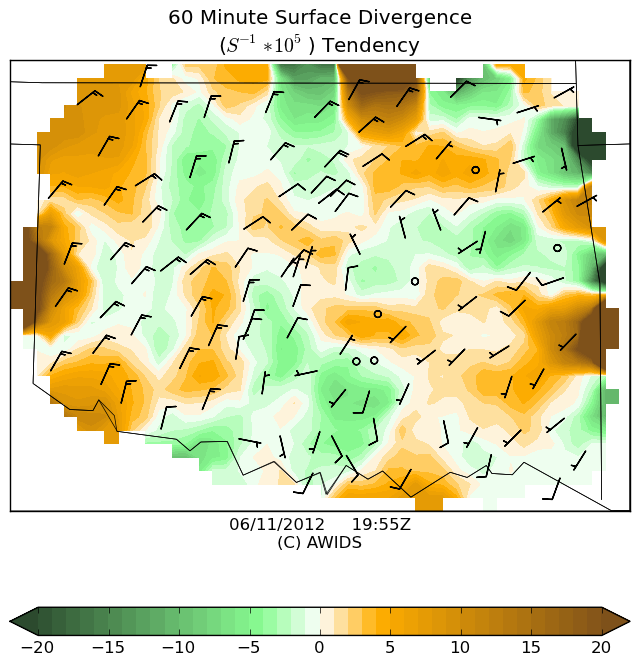 60 Minute Surface Divergence
(S⁻¹ *10⁵ ) Tendency
06/11/2012 19:55Z
(C) AWIDS
−20 −15 −10 −5 0 5 10 15 20